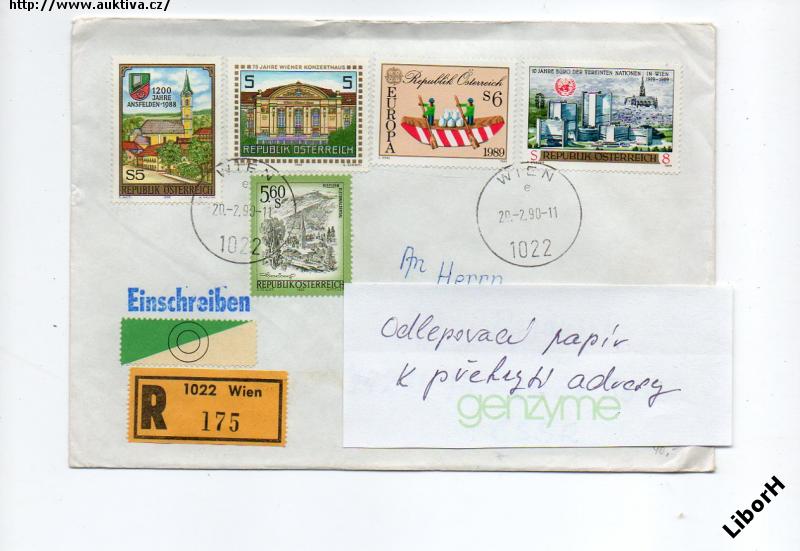 http://www.auktiva.cz/
1200
JAHRE
ANSFELDEN·1988
S5
REPUBLIK ÖSTERREICH
75 JAHRE WIENER KONZERTHAUS
5 5
REPUBLIK ÖSTERREICH
EUROPA
Republik Österreich
S6
1989
10 JAHRE BÜRO DER VEREINTEN NATIONEN IN WIEN
1979-1989
S REPUBLIK ÖSTERREICH 8
WIEN
e
20.-2.90-11
1022
5.60
S
REPUBLIK ÖSTERREICH
WIEN
e
20.-2.90-11
1022
An Herrn
Einschreiben
R
1022 Wien
175
Odlepovací papír
k překrytí adresy
genzyme
40,-
LiborH